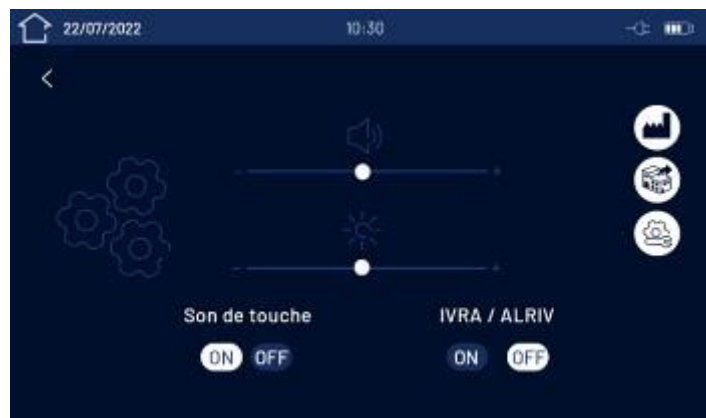 22/07/2022 10:30
- +
- +
Son de touche IVRA / ALRIV
ON OFF ON OFF